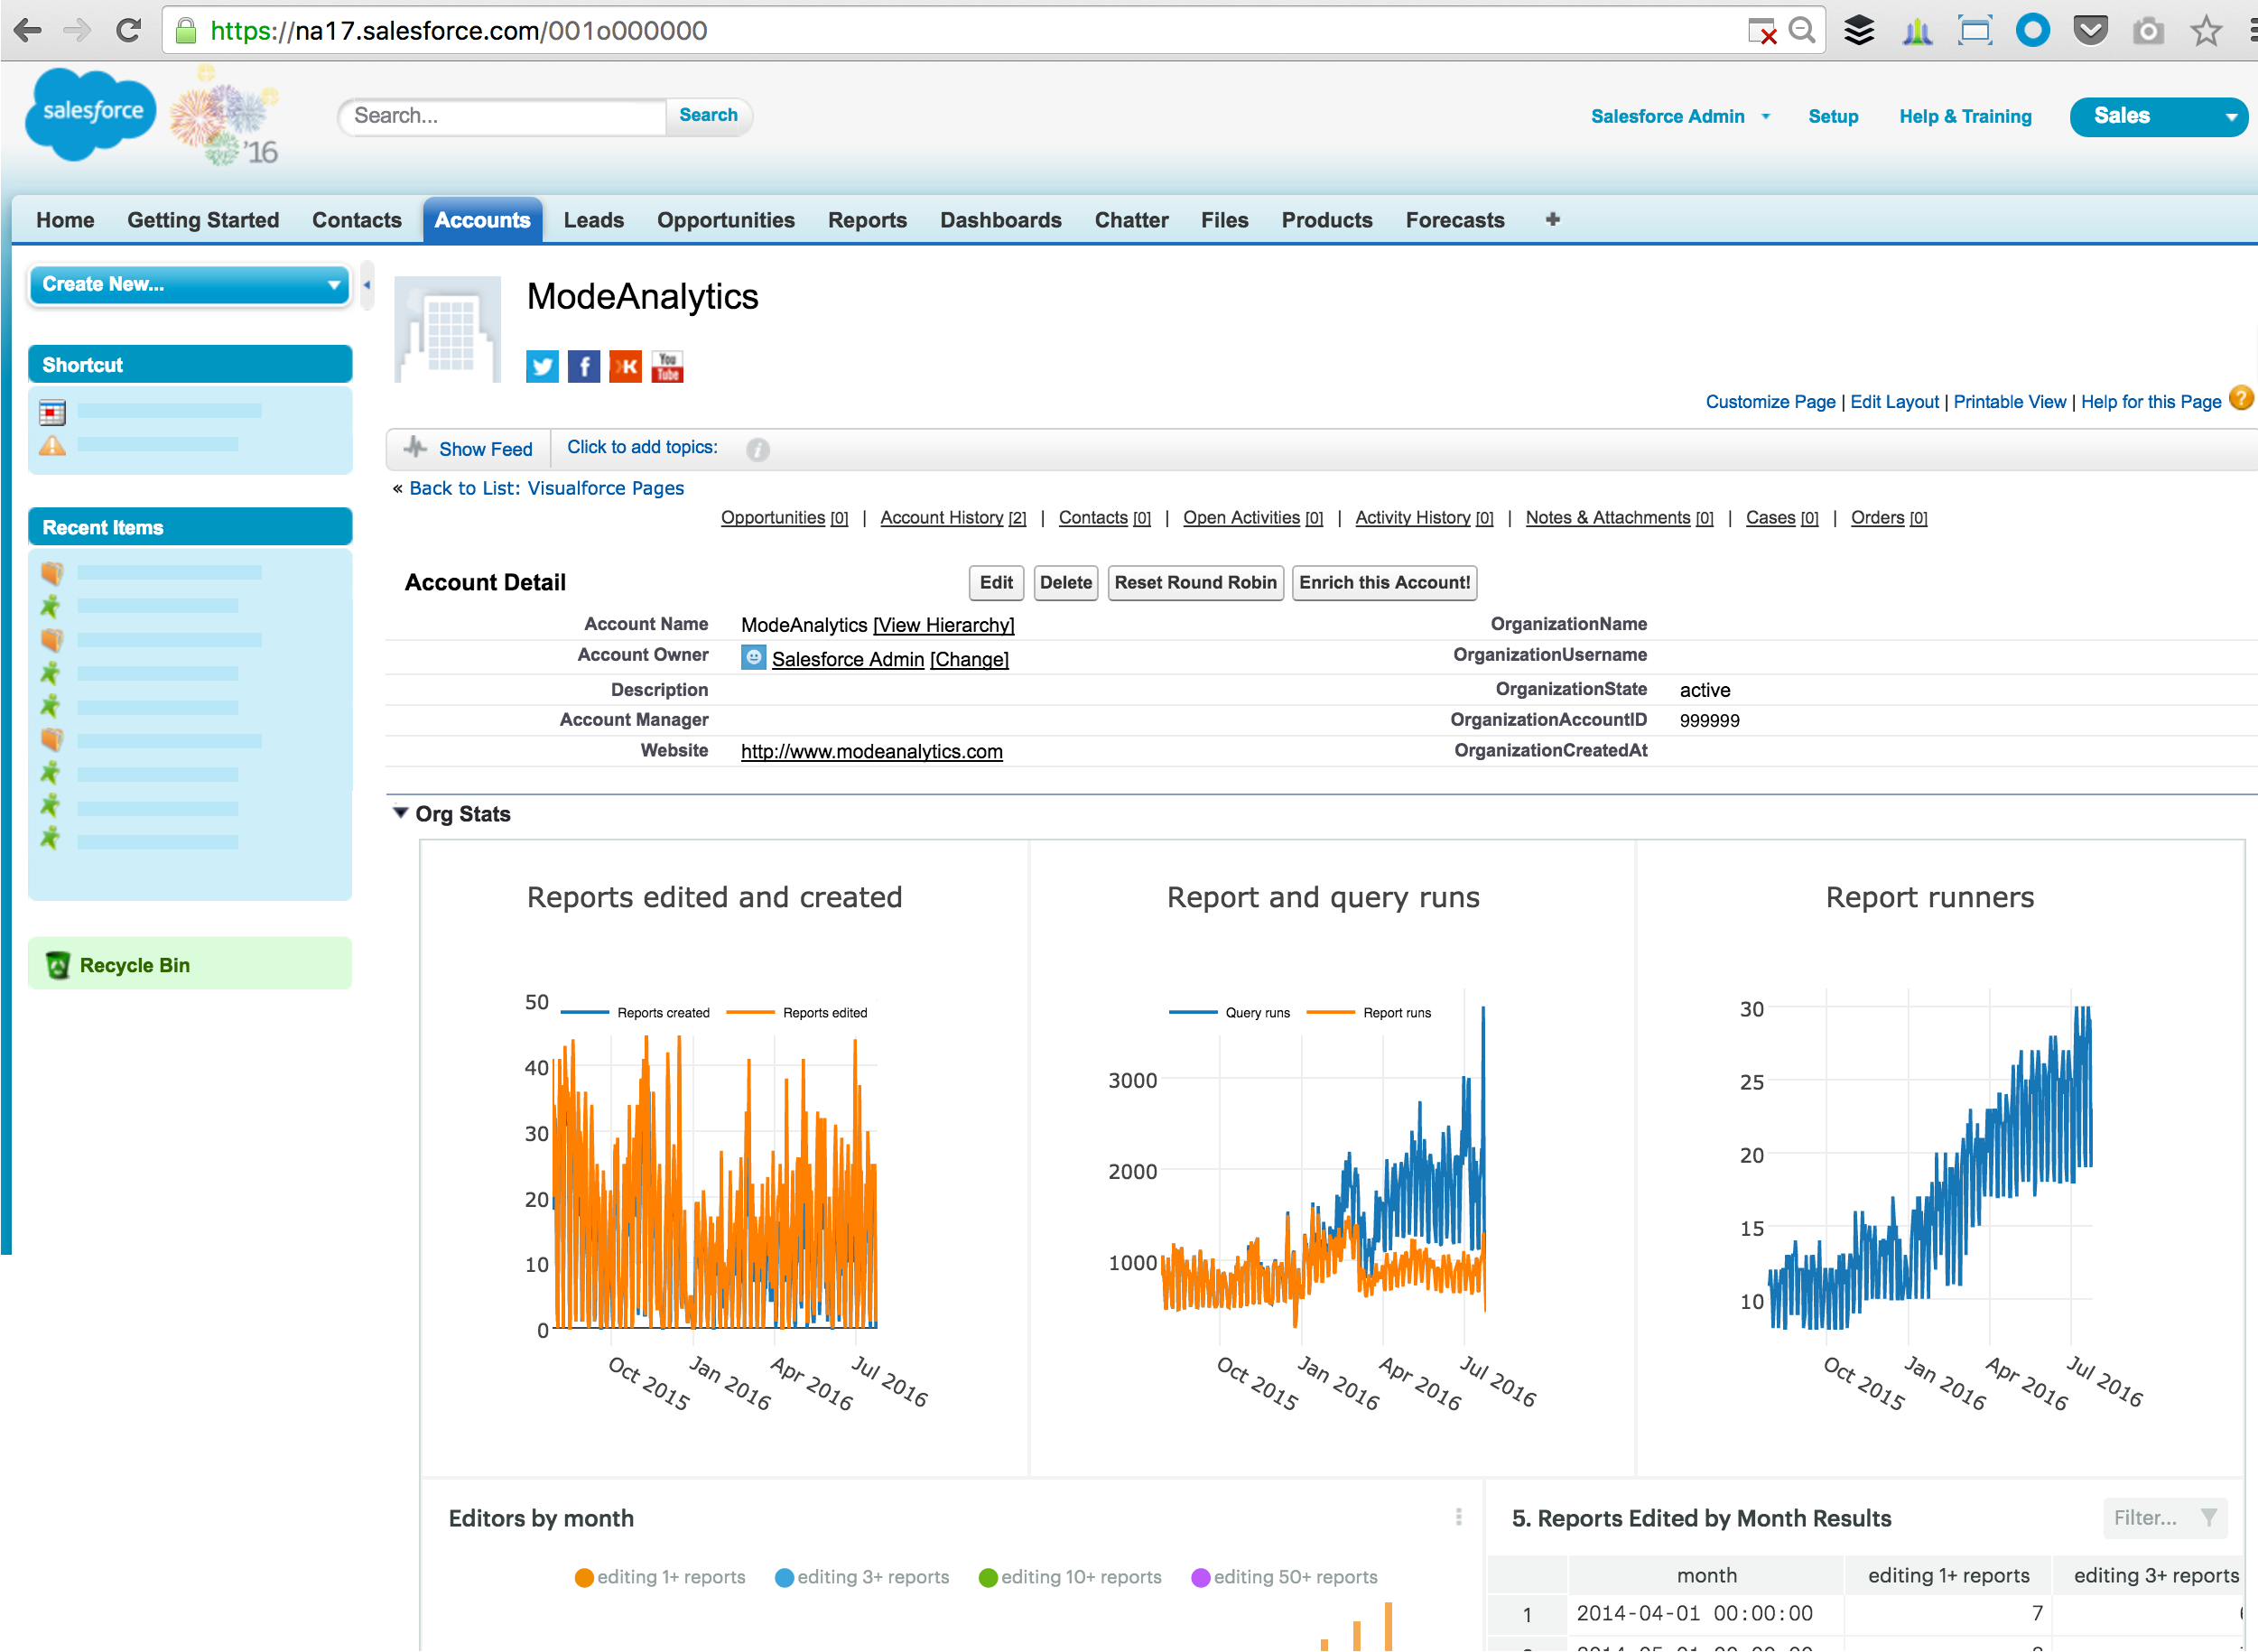 https://na17.salesforce.com/001o000000
salesforce
'16
Search...
Search
Salesforce Admin
Setup
Help & Training
Sales
Home
Getting Started
Contacts
Accounts
Leads
Opportunities
Reports
Dashboards
Chatter
Files
Products
Forecasts
+
Create New...
Shortcut
Recent Items
Recycle Bin
ModeAnalytics
You
Tube
Customize Page | Edit Layout | Printable View | Help for this Page ?
Show Feed
Click to add topics:
i
« Back to List: Visualforce Pages
Opportunities [0] | Account History [2] | Contacts [0] | Open Activities [0] | Activity History [0] | Notes & Attachments [0] | Cases [0] | Orders [0]
Account Detail
Edit
Delete
Reset Round Robin
Enrich this Account!
Account Name ModeAnalytics [View Hierarchy]
OrganizationName
Account Owner Salesforce Admin [Change]
OrganizationUsername
Description
OrganizationState active
Account Manager
OrganizationAccountID 999999
Website http://www.modeanalytics.com
OrganizationCreatedAt
Org Stats
Reports edited and created
Reports created
Reports edited
50
40
30
20
10
0
Oct 2015
Jan 2016
Apr 2016
Jul 2016
Report and query runs
Query runs
Report runs
3000
2000
1000
Oct 2015
Jan 2016
Apr 2016
Jul 2016
Report runners
30
25
20
15
10
Oct 2015
Jan 2016
Apr 2016
Jul 2016
Editors by month
editing 1+ reports
editing 3+ reports
editing 10+ reports
editing 50+ reports
5. Reports Edited by Month Results
Filter...
month
editing 1+ reports
editing 3+ reports
1
2014-04-01 00:00:00
7